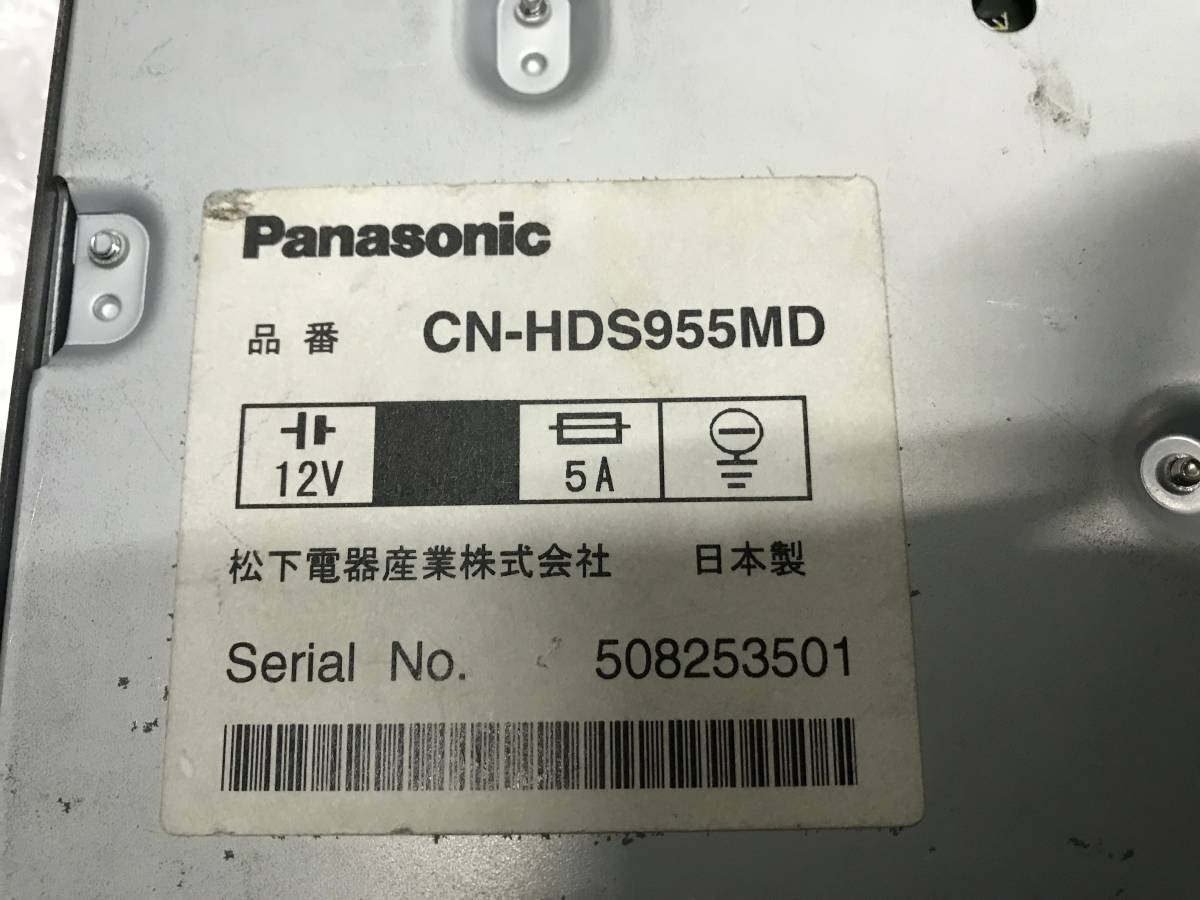 Panasonic
品番 CN-HDS955MD
12V 5A
松下電器産業株式会社 日本製
Serial No. 508253501